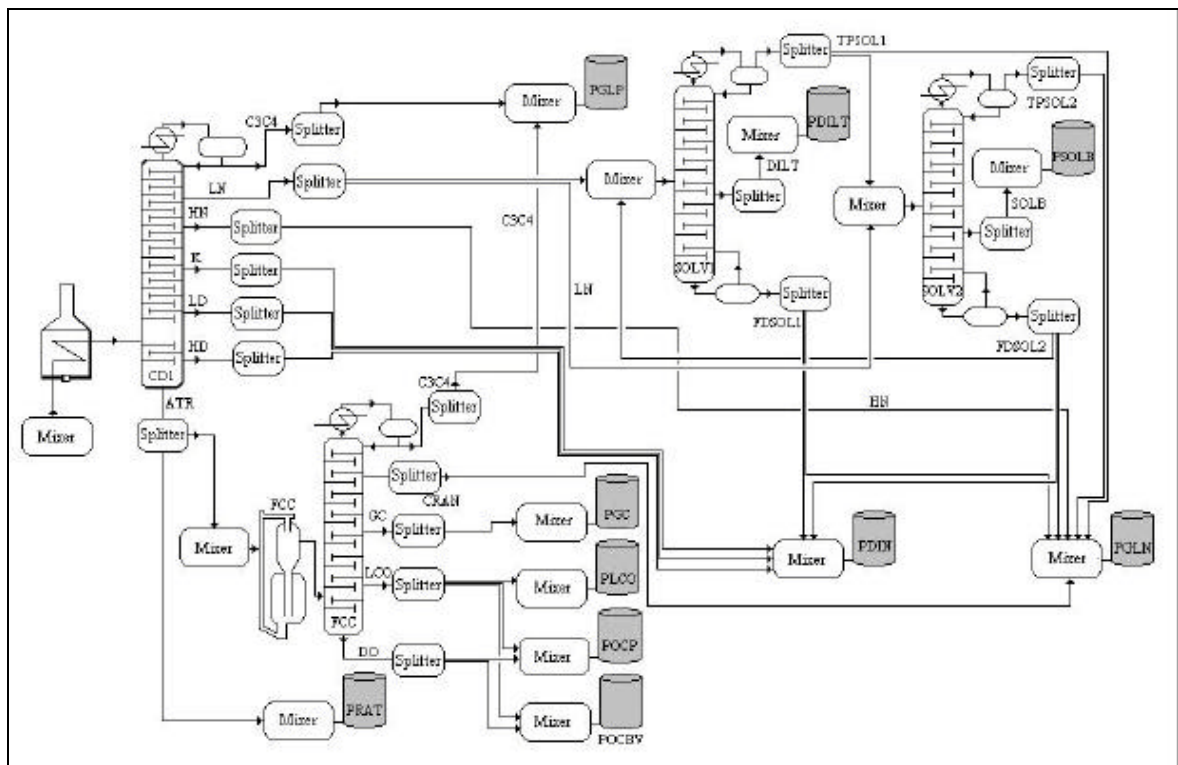 Splitter
TPSOL1
PGLP
Mixer
Splitter
TPSOL2
C3C4
Splitter
PDILT
Mixer
PSOLB
Mixer
LN
Splitter
Mixer
DILT
Splitter
SOLB
Mixer
Splitter
HN
Splitter
C3C4
K
Splitter
SOLV1
LN
Splitter
SOLV2
LD
Splitter
FDSOL1
Splitter
FDSOL2
HD
Splitter
CD1
C3C4
Splitter
HN
ATR
Mixer
Splitter
FCC
Splitter
CRAN
GC
Splitter
Mixer
PGC
Mixer
Mixer
PDIN
Mixer
PGLN
LCO
Splitter
Mixer
PLCO
FCC
DO
Splitter
Mixer
POCP
Mixer
PRAT
Mixer
POCBV